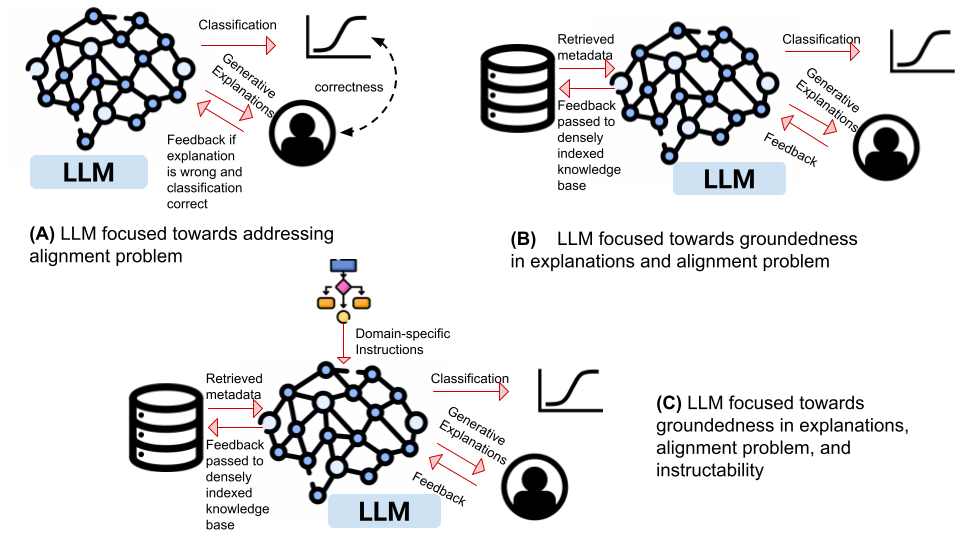 Classification
Generative
Explanations
correctness
Feedback if
explanation
is wrong and
classification
correct
LLM
(A) LLM focused towards addressing
alignment problem
Retrieved
metadata
Feedback
passed to
densely
indexed
knowledge
base
Classification
Generative
Explanations
Feedback
LLM
(B) LLM focused towards groundedness
in explanations and alignment problem
Domain-specific
Instructions
Retrieved
metadata
Feedback
passed to
densely
indexed
knowledge
base
Classification
Generative
Explanations
Feedback
LLM
(C) LLM focused towards
groundedness in explanations,
alignment problem, and
instructability